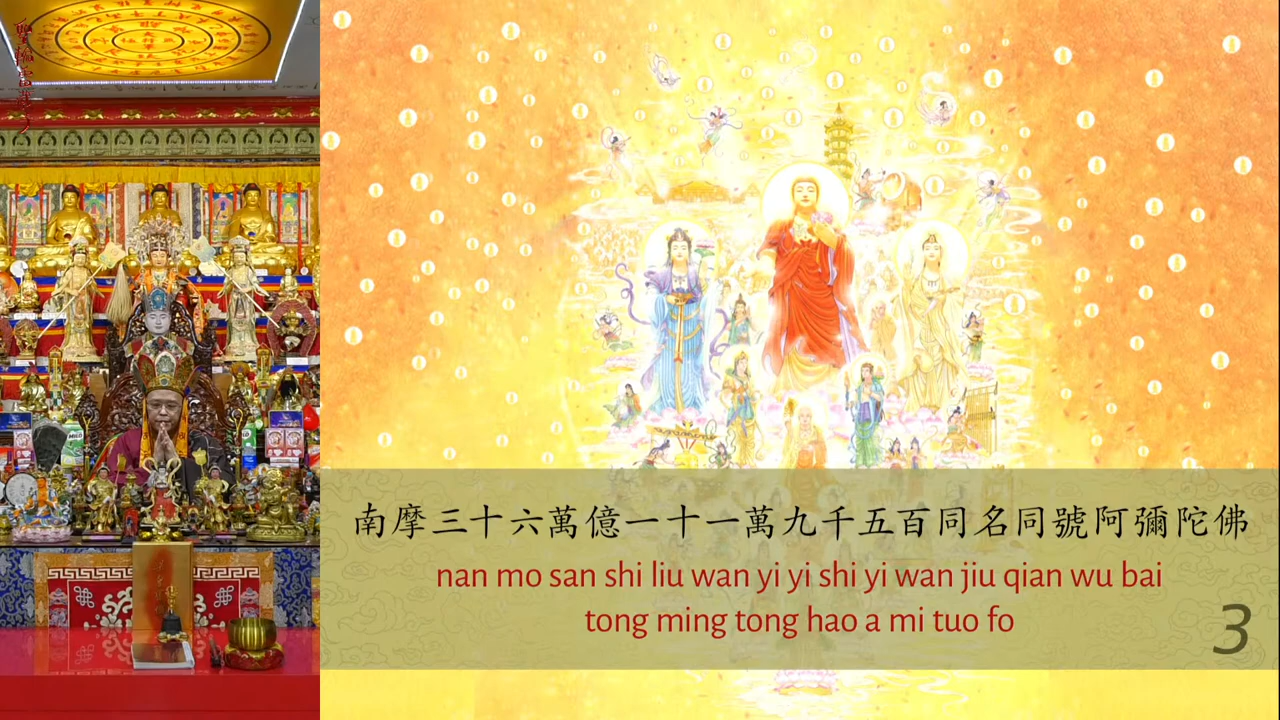 南摩三十六萬億一十一萬九千五百同名同號阿彌陀佛
nan mo san shi liu wan yi yi shi yi wan jiu qian wu bai
tong ming tong hao a mi tuo fo
3